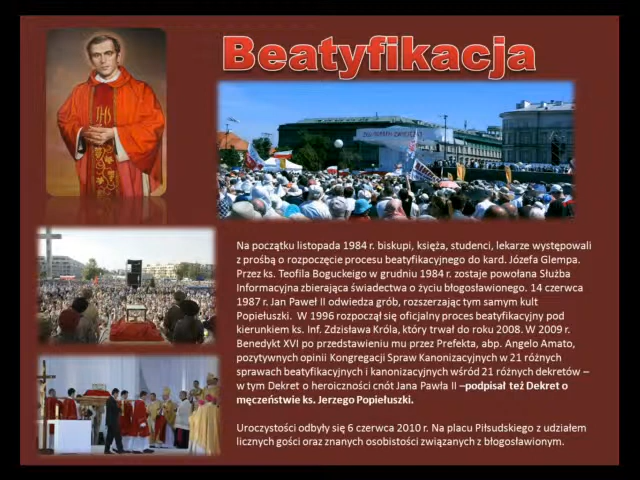 Beatyfikacja
Na początku listopada 1984 r. biskupi, księża, studenci, lekarze występowali
z prośbą o rozpoczęcie procesu beatyfikacyjnego do kard. Józefa Glempa.
Przez ks. Teofila Boguckeigo w grudniu 1984 r. zostaje powołana Służba
Informacyjna zbierająca świadectwa o życiu błogosławionego. 14 czerwca
1987 r. Jan Paweł II odwiedza grób, rozszerzając tym samym kult
Popiełuszki. W 1996 rozpoczął się oficjalny proces beatyfikacyjny pod
kierunkiem ks. Inf. Zdzisława Króla, który trwał do roku 2008. W 2009 r.
Benedykt XVI po przedstawieniu mu przez Prefekta, abp. Angelo Amato,
pozytywnych opinii Kongregacji Spraw Kanonizacyjnych w 21 różnych
sprawach beatyfikacyjnych i kanonizacyjnych wśród 21 różnych dekretów –
w tym Dekret o heroiczności cnót Jana Pawła II –podpisał też Dekret o
męczeństwie ks. Jerzego Popiełuszki.
Uroczystości odbyły się 6 czerwca 2010 r. Na placu Piłsudskiego z udziałem
licznych gości oraz znanych osobistości związanych z błogosławionym.